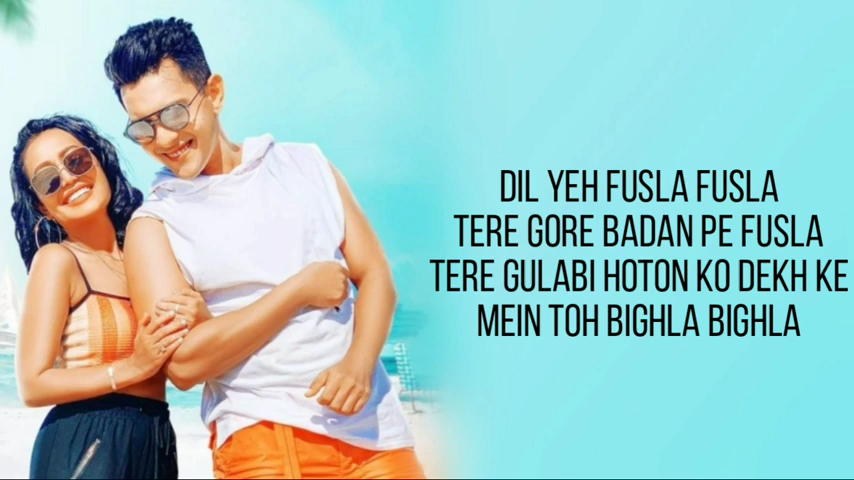 DIL YEH FUSLA FUSLA
TERE GORE BADAN PE FUSLA
TERE GULABI HOTON KO DEKH KE
MEIN TOH BIGHLA BIGHLA